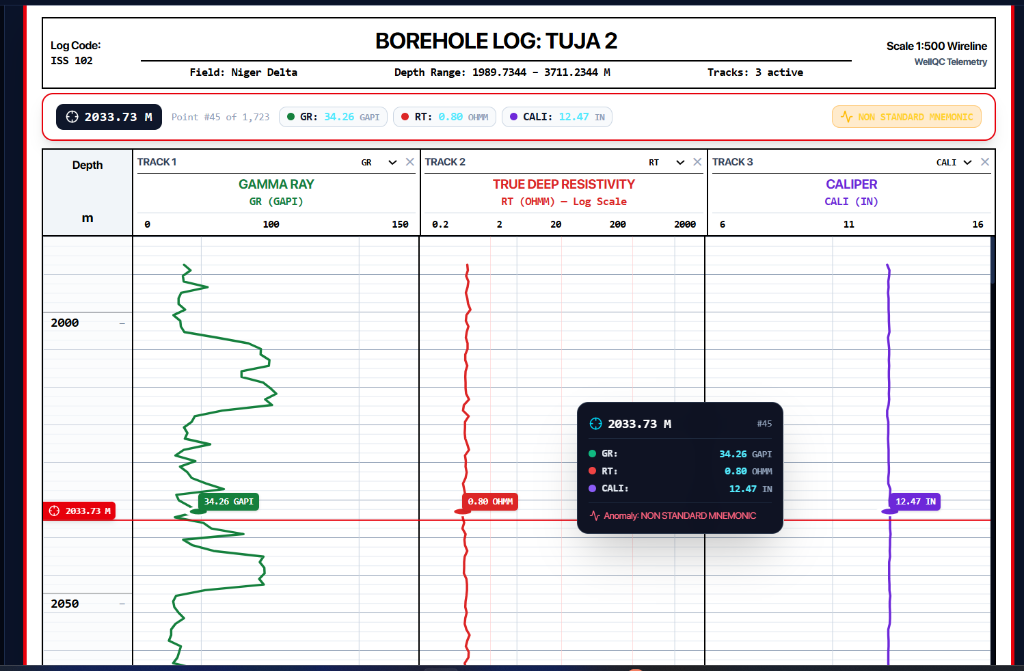 Log Code:
ISS 102
BOREHOLE LOG: TUJA 2
Field: Niger Delta
Depth Range: 1989.7344 – 3711.2344 M
Tracks: 3 active
Scale 1:500 Wireline
WellQC Telemetry
2033.73 M
Point #45 of 1,723
GR: 34.26 GAPI
RT: 0.80 OHMM
CALI: 12.47 IN
NON STANDARD MNEMONIC
Depth
m
TRACK 1
GR
GAMMA RAY
GR (GAPI)
0 100 150
TRACK 2
RT
TRUE DEEP RESISTIVITY
RT (OHMM) — Log Scale
0.2 2 20 200 2000
TRACK 3
CALI
CALIPER
CALI (IN)
6 11 16
2000
2033.73 M
#45
GR: 34.26 GAPI
RT: 0.80 OHMM
CALI: 12.47 IN
Anomaly: NON STANDARD MNEMONIC
34.26 GAPI
0.80 OHMM
12.47 IN
2033.73 M
2050